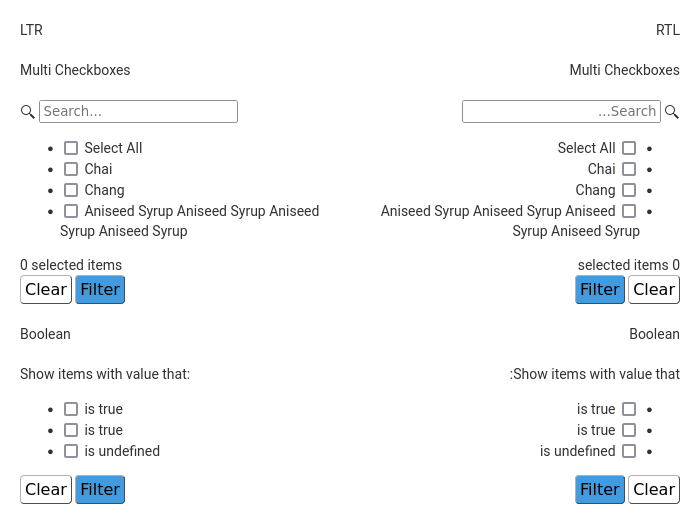 LTR
RTL
Multi Checkboxes
Multi Checkboxes
Search...
...Search
Select All
Select All
Chai
Chai
Chang
Chang
Aniseed Syrup Aniseed Syrup Aniseed
Syrup Aniseed Syrup
Aniseed Syrup Aniseed Syrup Aniseed
Syrup Aniseed Syrup
0 selected items
selected items 0
Clear Filter
Filter Clear
Boolean
Boolean
Show items with value that:
:Show items with value that
is true
is true
is true
is true
is undefined
is undefined
Clear Filter
Filter Clear